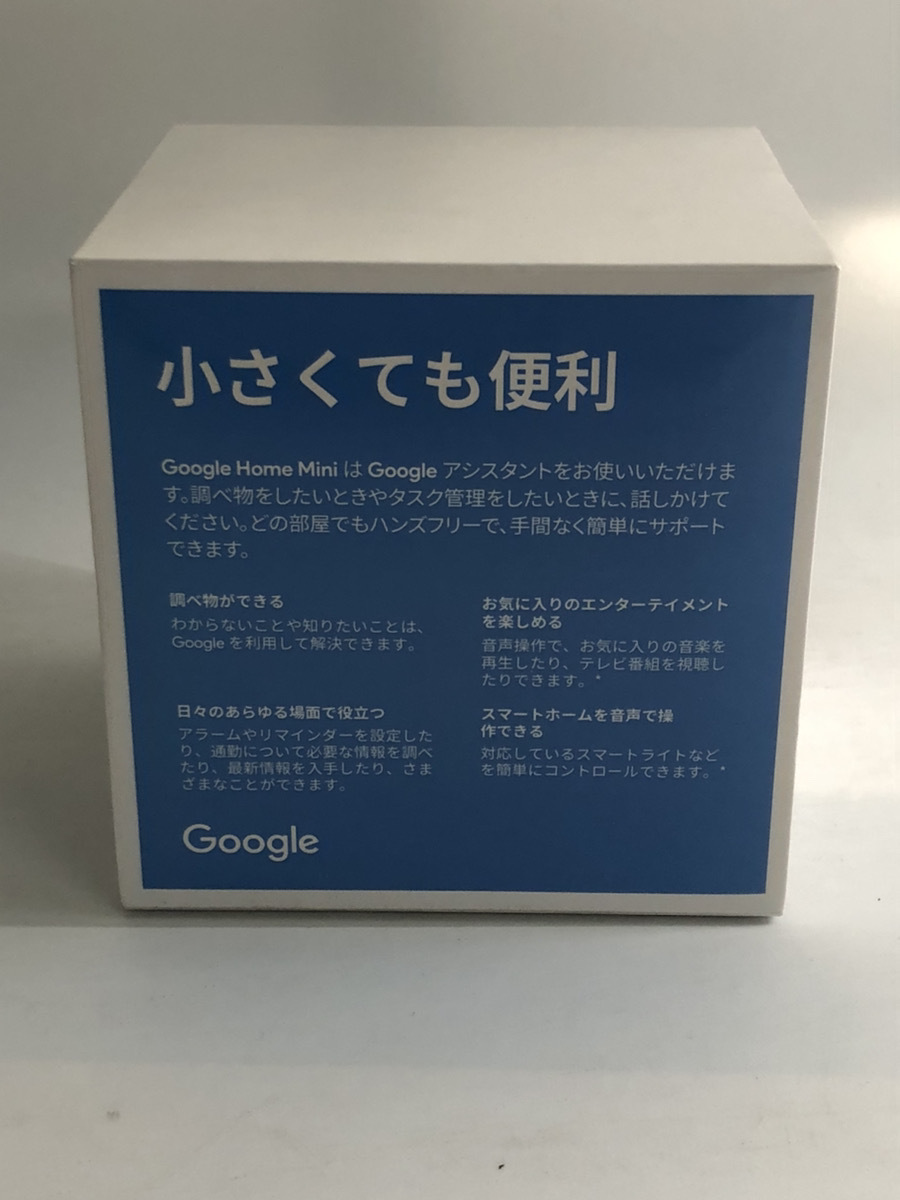 小さくても便利
Google Home Mini は Google アシスタントをお使いいただけま
す。調べ物をしたいときやタスク管理をしたいときに、話しかけて
ください。どの部屋でもハンズフリーで、手間なく簡単にサポート
できます。
調べ物ができる
わからないことや知りたいことは、
Google を利用して解決できます。
お気に入りのエンターテイメント
を楽しめる
音声操作で、お気に入りの音楽を
再生したり、テレビ番組を視聴し
たりできます。*
日々のあらゆる場面で役立つ
アラームやリマインダーを設定した
り、通勤について必要な情報を調べ
たり、最新情報を入手したり、さま
ざまなことができます。
スマートホームを音声で操
作できる
対応しているスマートライトなど
を簡単にコントロールできます。*
Google